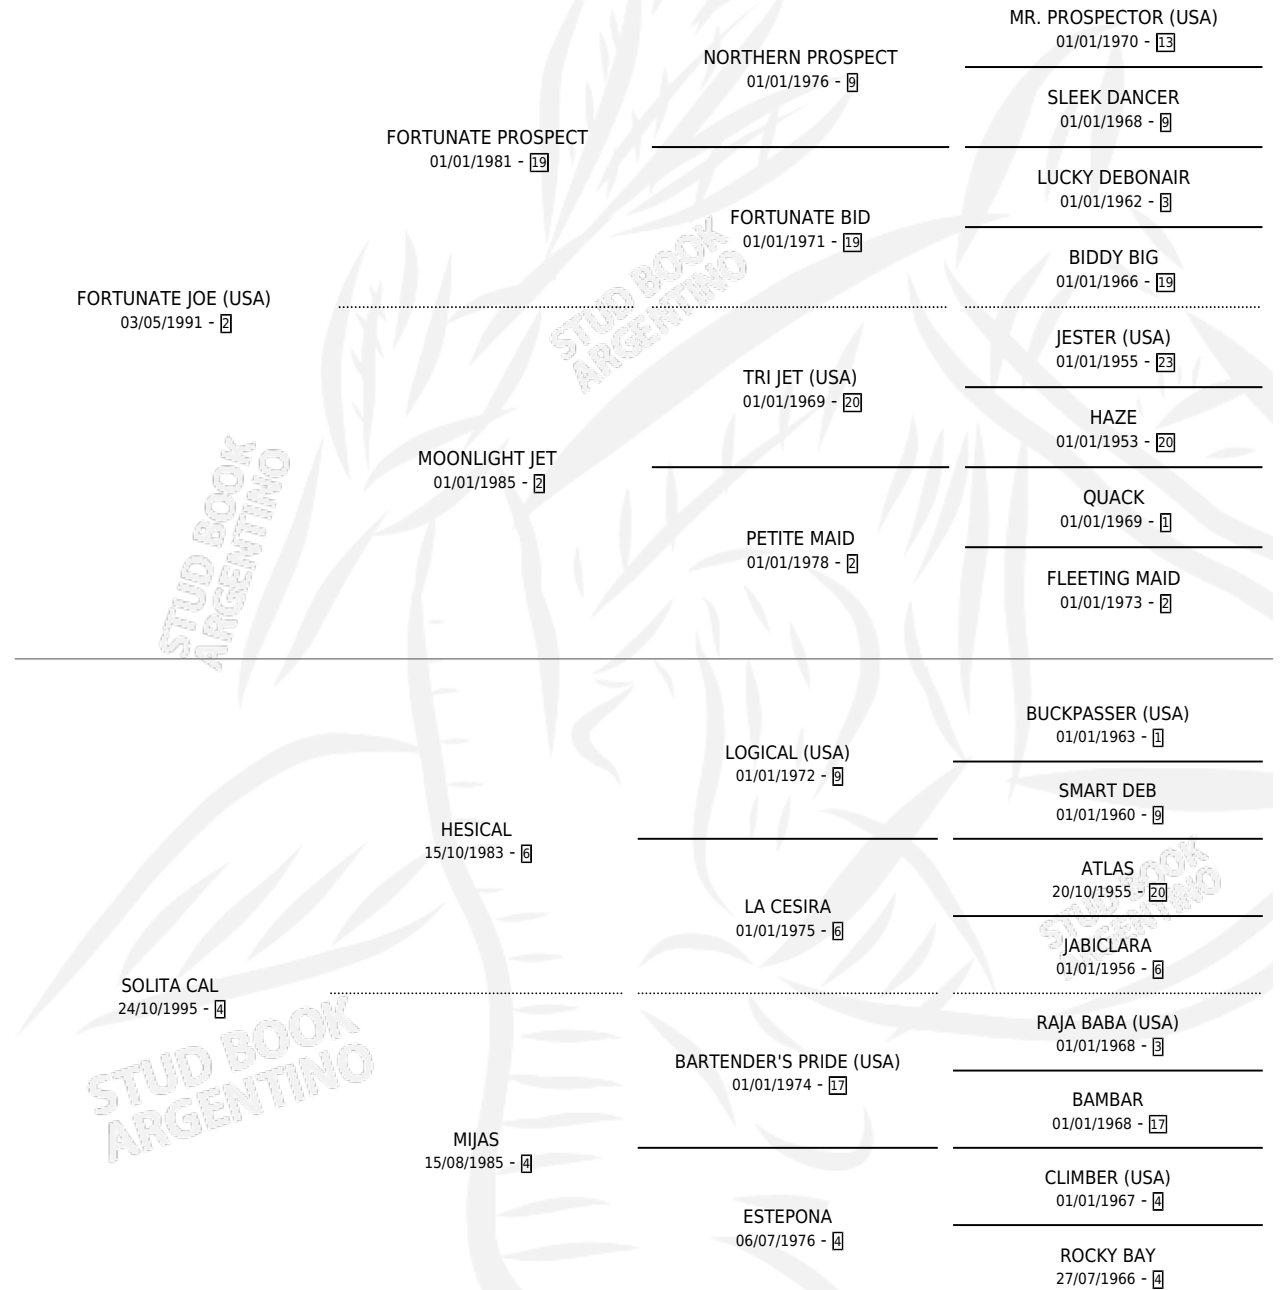 MR. PROSPECTOR (USA)
01/01/1970 - 13
NORTHERN PROSPECT
01/01/1976 - 9
SLEEK DANCER
01/01/1968 - 9
FORTUNATE PROSPECT
01/01/1981 - 19
LUCKY DEBONAIR
01/01/1962 - 3
FORTUNATE BID
01/01/1971 - 19
BIDDY BIG
01/01/1966 - 19
FORTUNATE JOE (USA)
03/05/1991 - 2
STUD BOOK
ARGENTINO
JESTER (USA)
01/01/1955 - 23
TRI JET (USA)
01/01/1969 - 20
HAZE
01/01/1953 - 20
MOONLIGHT JET
01/01/1985 - 2
QUACK
01/01/1969 - 1
PETITE MAID
01/01/1978 - 2
FLEETING MAID
01/01/1973 - 2
STUD BOOK
ARGENTINO
BUCKPASSER (USA)
01/01/1963 - 1
LOGICAL (USA)
01/01/1972 - 9
SMART DEB
01/01/1960 - 9
HESICAL
15/10/1983 - 6
ATLAS
20/10/1955 - 20
LA CESIRA
01/01/1975 - 6
JABICLARA
01/01/1956 - 6
STUD BOOK
ARGENTINO
SOLITA CAL
24/10/1995 - 4
RAJA BABA (USA)
01/01/1968 - 3
BARTENDER'S PRIDE (USA)
01/01/1974 - 17
BAMBAR
01/01/1968 - 17
STUD BOOK
ARGENTINO
MIJAS
15/08/1985 - 4
CLIMBER (USA)
01/01/1967 - 4
ESTEPONA
06/07/1976 - 4
ROCKY BAY
27/07/1966 - 4